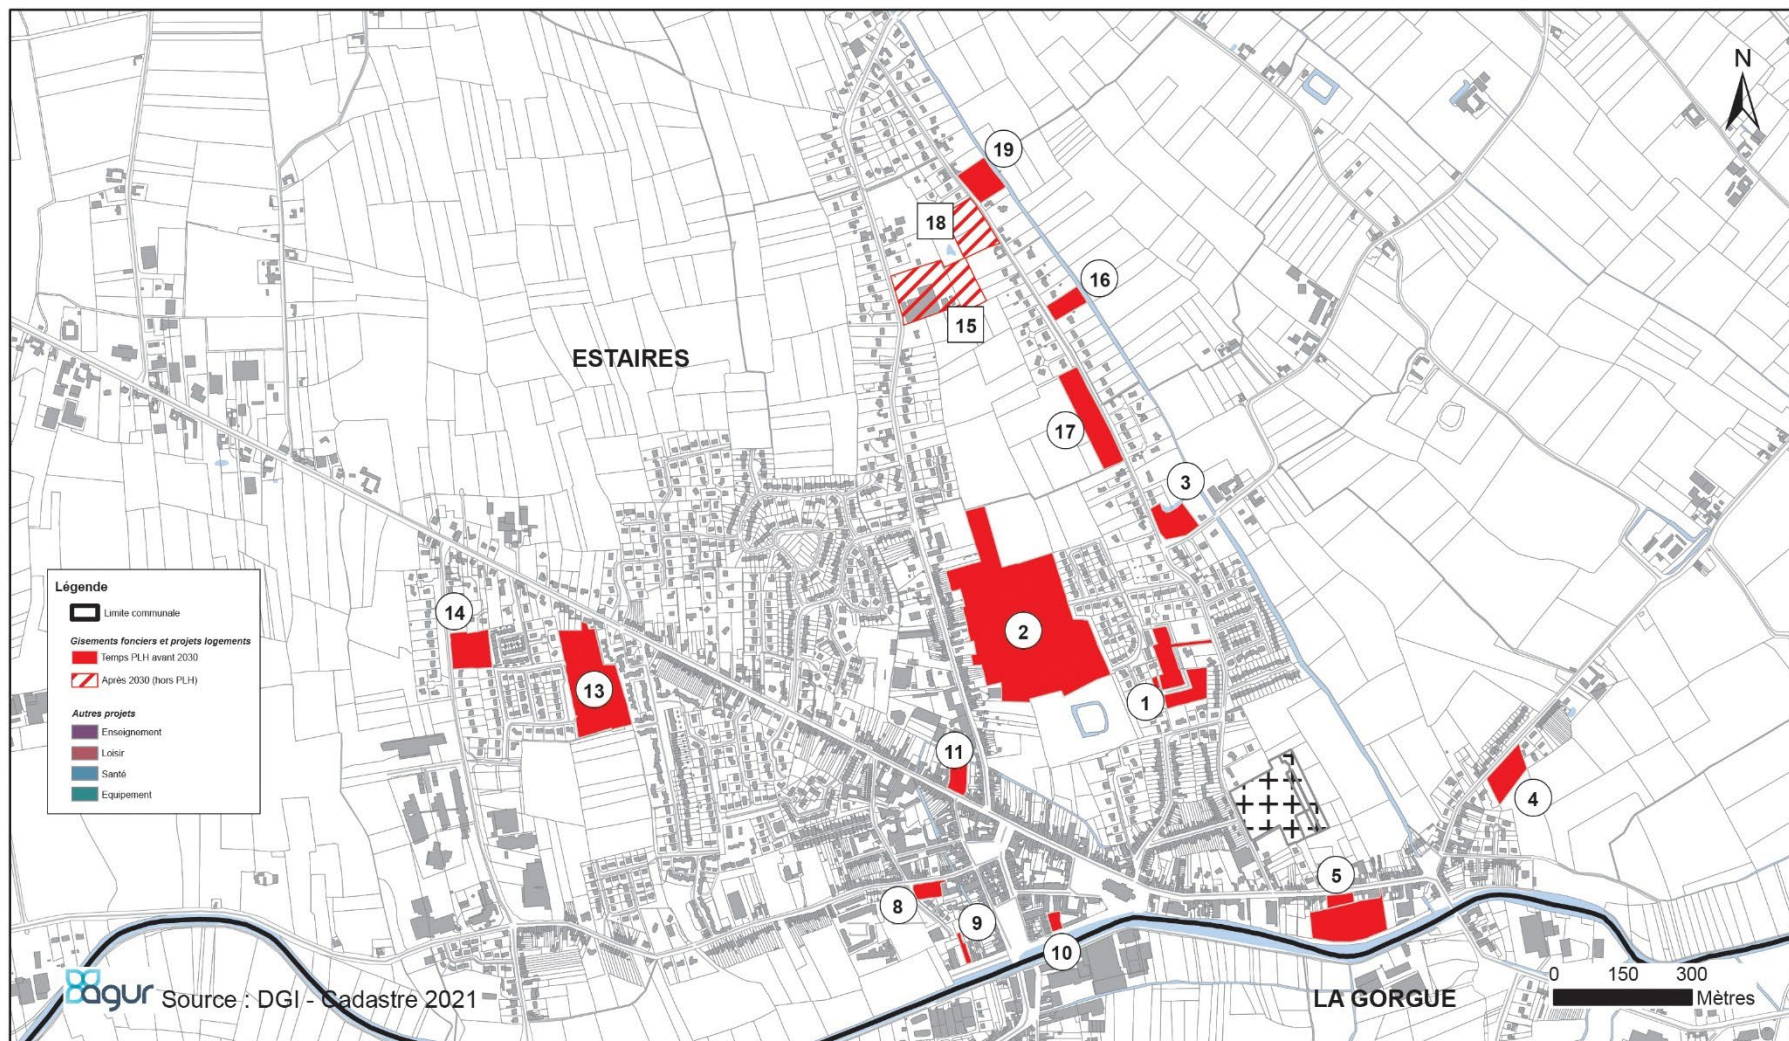 N
19
18
16
15
ESTAIRES
17
3
Légende
Limite communale
Gisements fonciers et projets logements
Temps PLH avant 2030
Après 2030 (hors PLH)
Autres projets
Enseignement
Loisir
Santé
Equipement
14
2
13
1
11
4
5
8
9
10
agur Source : DGI - Cadastre 2021
LA GORGUE
0 150 300
Mètres